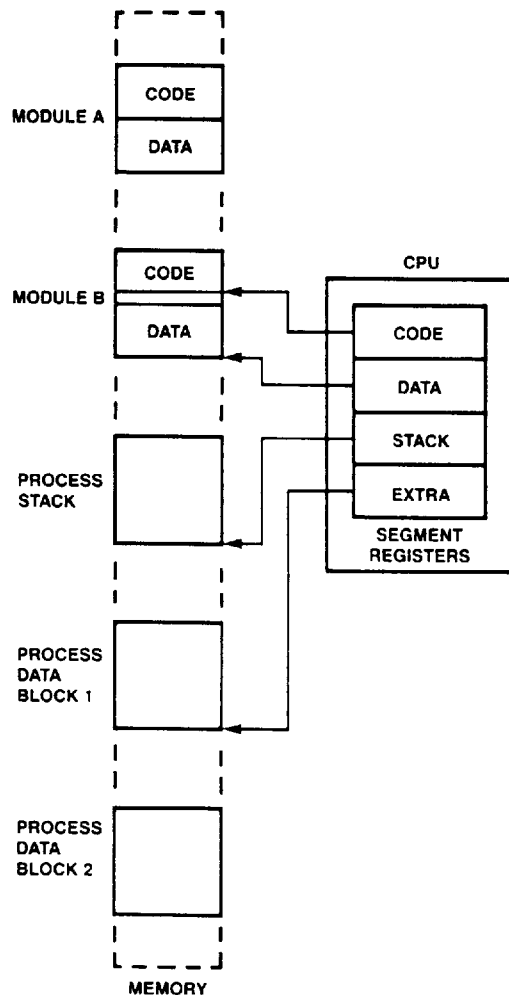 CODE
MODULE A
DATA
CODE
MODULE B
DATA
CPU
CODE
DATA
STACK
EXTRA
SEGMENT
REGISTERS
PROCESS
STACK
PROCESS
DATA
BLOCK 1
PROCESS
DATA
BLOCK 2
MEMORY